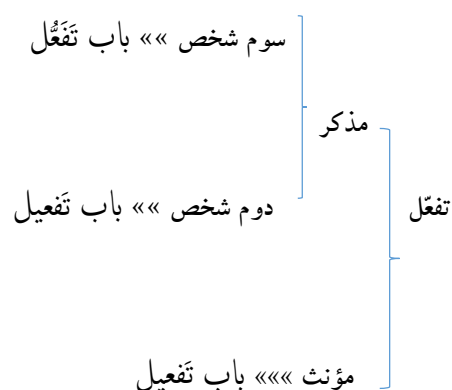 سوم شخص »» باب تَفَعُّل
مذکر
دوم شخص »» باب تَفعیل
تفعّل
مؤنث »»» باب تَفعیل